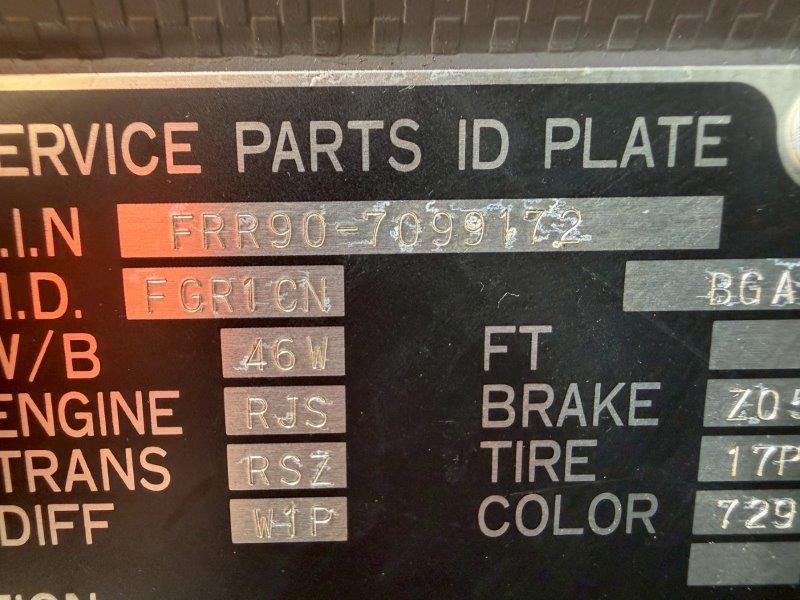 ERVICE PARTS ID PLATE
.I.N FRR90-7099172
I.D. FGR1CN BGA
W/B 46W FT
ENGINE RJS BRAKE Z05
TRANS RSZ TIRE 17P
DIFF W1P COLOR 729
TION